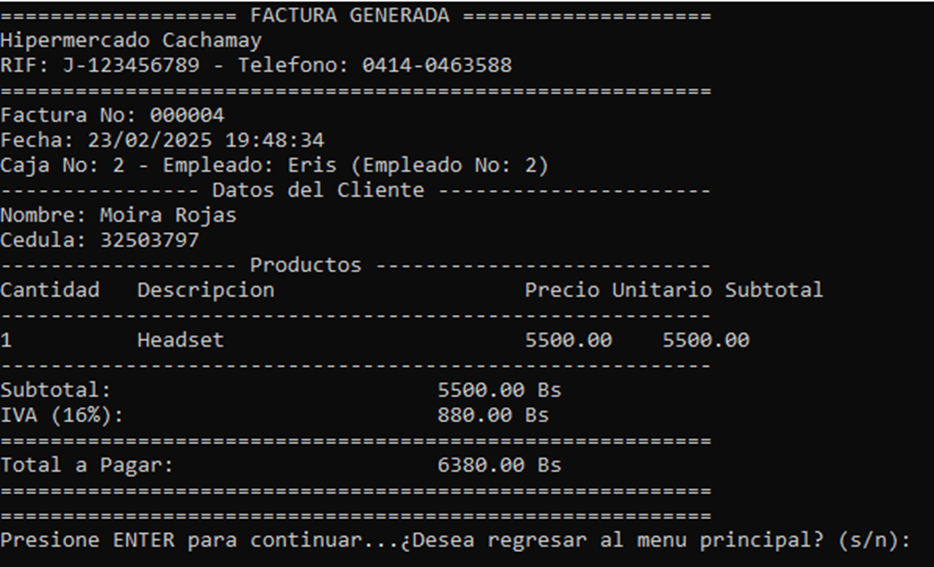 =================== FACTURA GENERADA ====================
Hipermercado Cachamay
RIF: J-123456789 - Telefono: 0414-0463588
=========================================================
Factura No: 000004
Fecha: 23/02/2025 19:48:34
Caja No: 2 - Empleado: Eris (Empleado No: 2)
---------------- Datos del Cliente ----------------------
Nombre: Moira Rojas
Cedula: 32503797
------------------- Productos ---------------------------
Cantidad   Descripcion                    Precio Unitario Subtotal
---------------------------------------------------------
1          Headset                        5500.00    5500.00
---------------------------------------------------------
Subtotal:                          5500.00 Bs
IVA (16%):                         880.00 Bs
=========================================================
Total a Pagar:                     6380.00 Bs
=========================================================
=========================================================
Presione ENTER para continuar...¿Desea regresar al menu principal? (s/n):